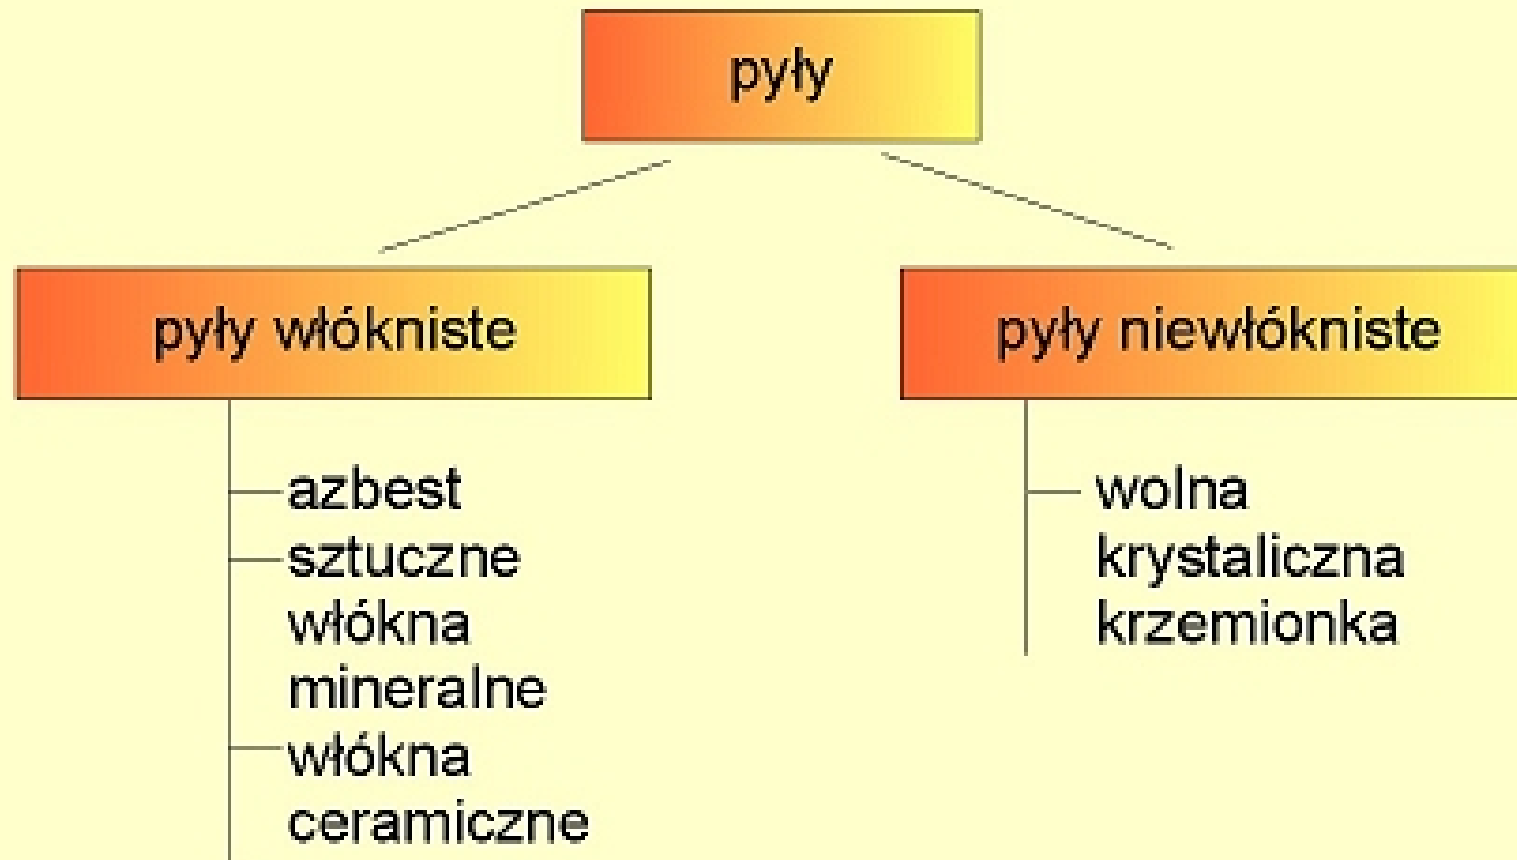 pyły
pyły włókniste
pyły niewłókniste
azbest
sztuczne
włókna
mineralne
włókna
ceramiczne
wolna
krystaliczna
krzemionka